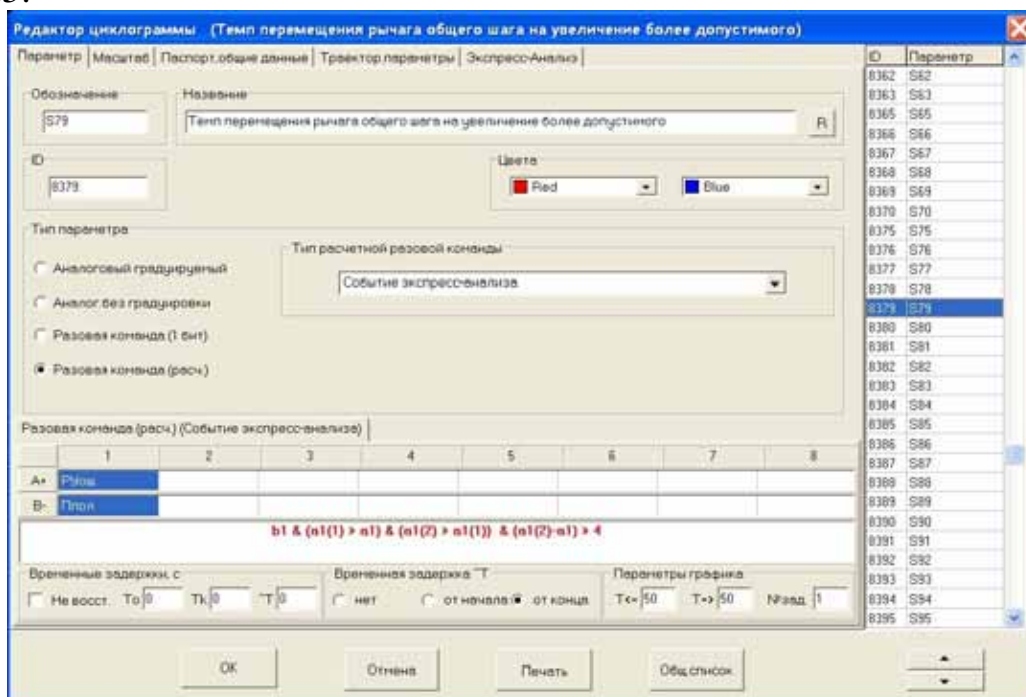 Редактор циклограммы (Темп перемещения рычага общего шага на увеличение более допустимого)
Параметр Масштаб Паспорт.общие данные Траектор.параметры Экспресс-Анализ
Обозначение Название
S79 Темп перемещения рычага общего шага на увеличение более допустимого R
ID Цвета
8379 Red Blue
Тип параметра
Тип расчетной разовой команды
Аналоговый градуируемый
Событие экспресс-анализа
Аналог без градуировки
Разовая команда (1 бит)
Разовая команда (расч.)
Разовая команда (расч.) (Событие экспресс-анализа)
1 2 3 4 5 6 7 8
A+ РУош
B- Ппол
b1 & (a1(1) > a1) & (a1(2) > a1(1)) & (a1(2)-a1) > 4
Временные задержки, с Временная задержка ~T Параметры графика
Не восст. To 0 Tk 0 ~T 0 нет от начала от конца T<= 50 T=> 50 №зад. 1
OK Отмена Печать Общ.список
ID Параметр
8362 S62
8363 S63
8365 S65
8366 S66
8367 S67
8368 S68
8369 S69
8370 S70
8375 S75
8376 S76
8377 S77
8378 S78
8379 S79
8380 S80
8381 S81
8382 S82
8383 S83
8384 S84
8385 S85
8386 S86
8387 S87
8388 S88
8389 S89
8390 S90
8391 S91
8392 S92
8393 S93
8394 S94
8395 S95